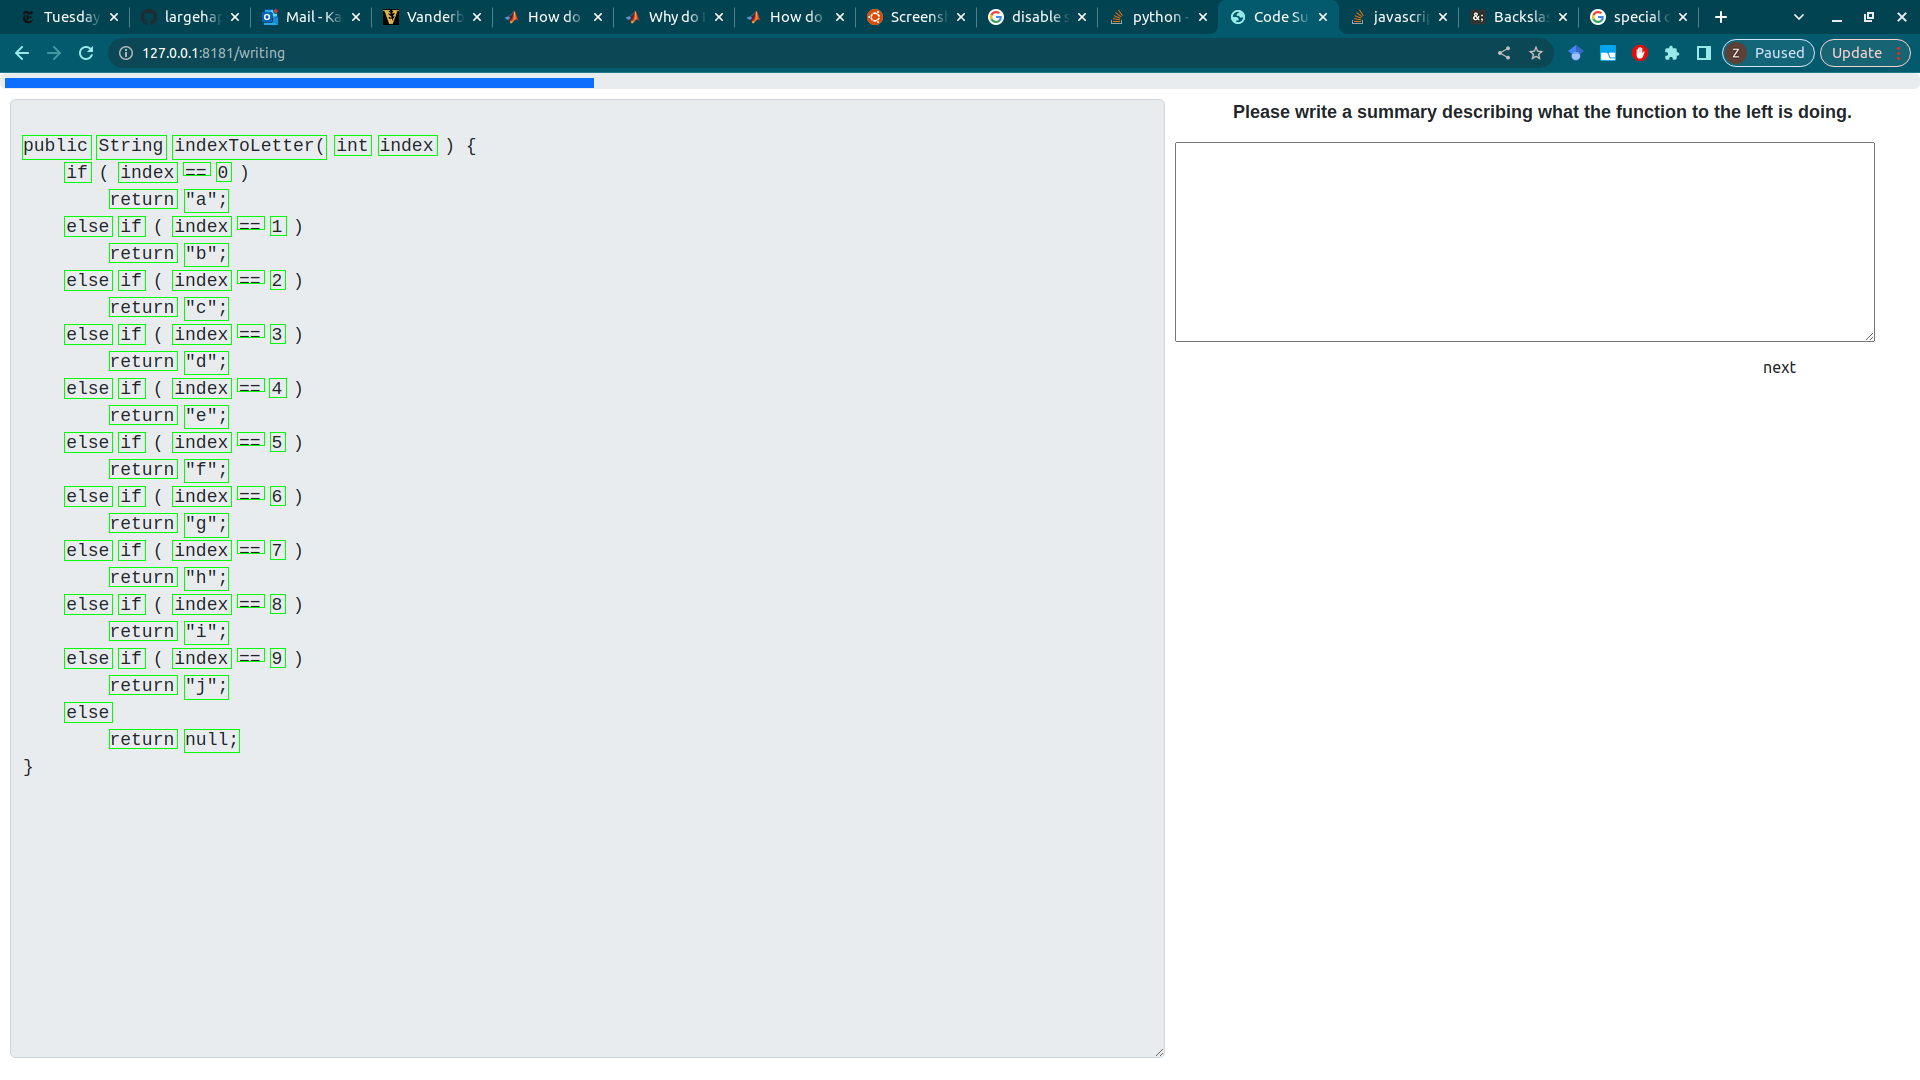 Tuesday
largehap
Mail - Ka
Vanderb
How do
Why do
How do
Screens
disable s
python -
Code Su
javascrip
Backslas
special c
127.0.0.1:8181/writing
Z Paused
Update
Please write a summary describing what the function to the left is doing.
public String indexToLetter( int index ) {
if ( index == 0 )
return "a";
else if ( index == 1 )
return "b";
else if ( index == 2 )
return "c";
else if ( index == 3 )
return "d";
else if ( index == 4 )
return "e";
else if ( index == 5 )
return "f";
else if ( index == 6 )
return "g";
else if ( index == 7 )
return "h";
else if ( index == 8 )
return "i";
else if ( index == 9 )
return "j";
else
return null;
}
next